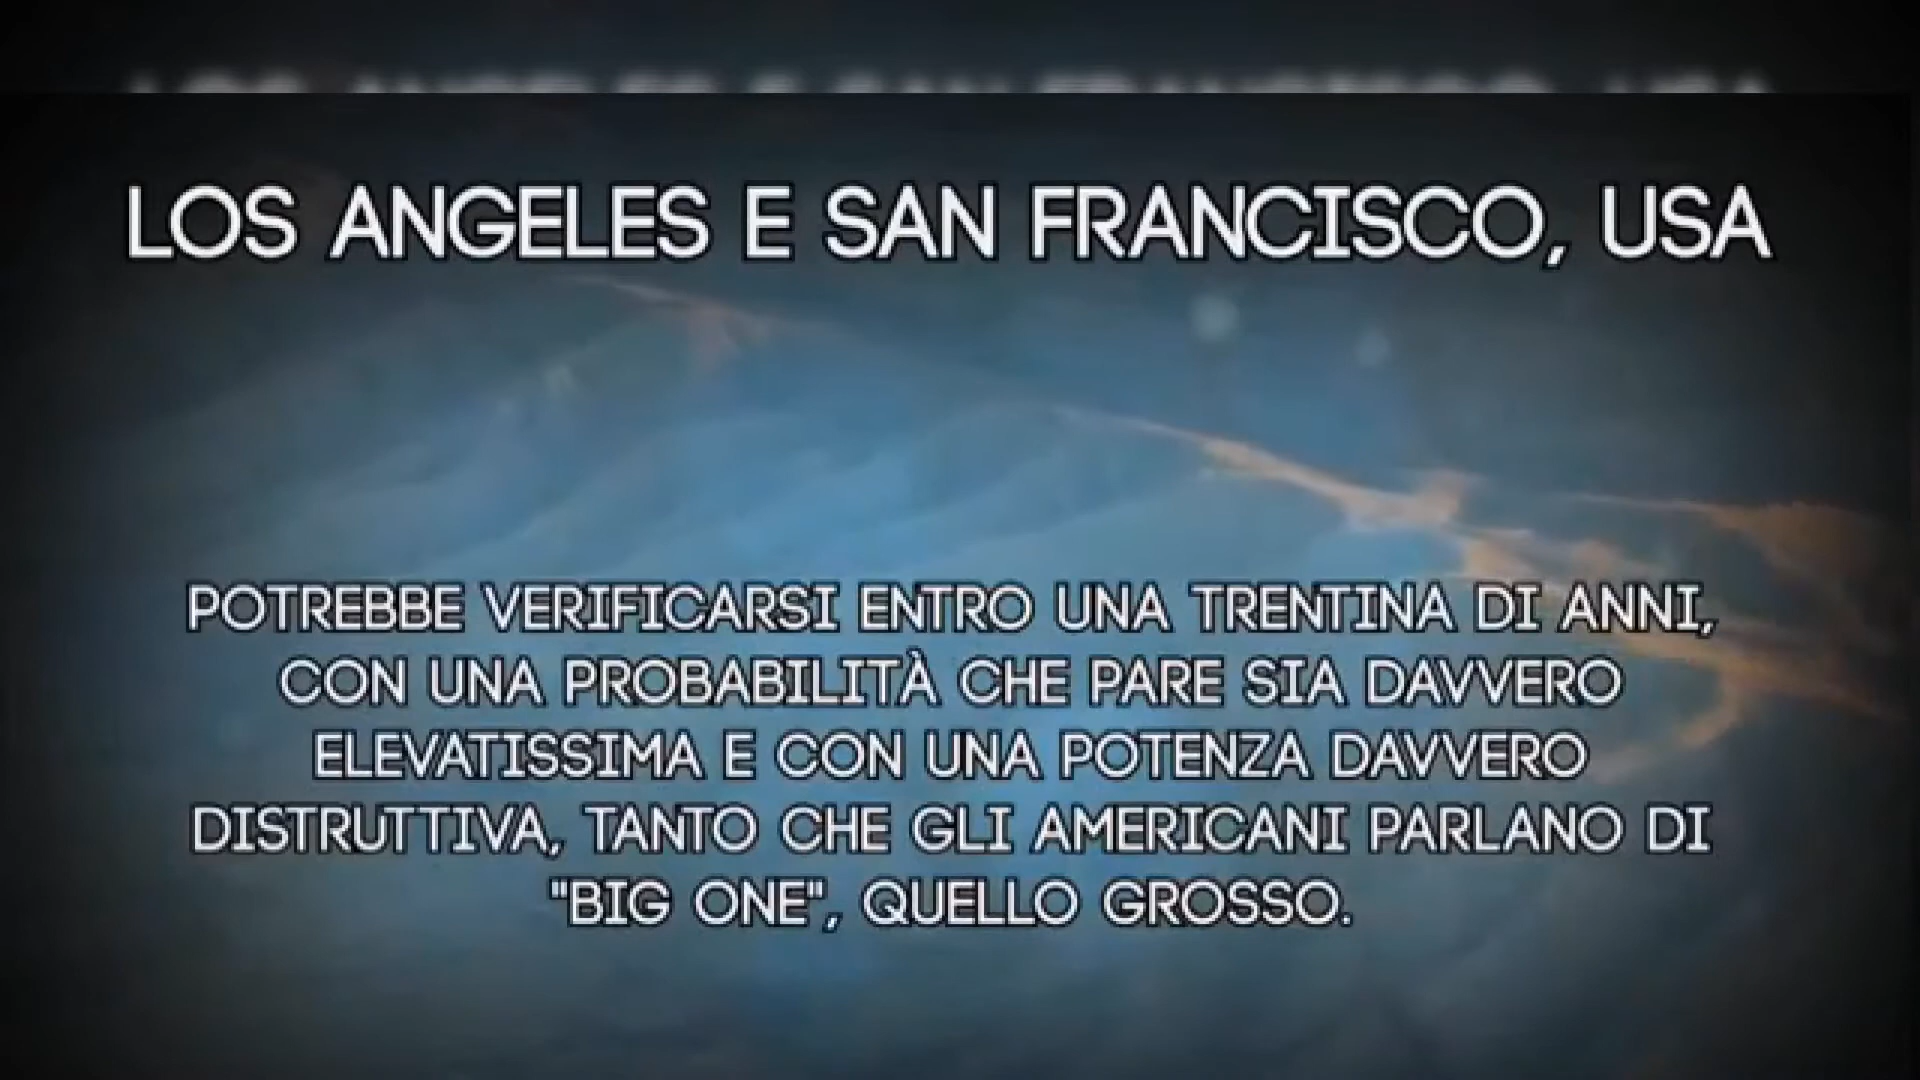 LOS ANGELES E SAN FRANCISCO, USA
POTREBBE VERIFICARSI ENTRO UNA TRENTINA DI ANNI,
CON UNA PROBABILITÀ CHE PARE SIA DAVVERO
ELEVATISSIMA E CON UNA POTENZA DAVVERO
DISTRUTTIVA, TANTO CHE GLI AMERICANI PARLANO DI
"BIG ONE", QUELLO GROSSO.